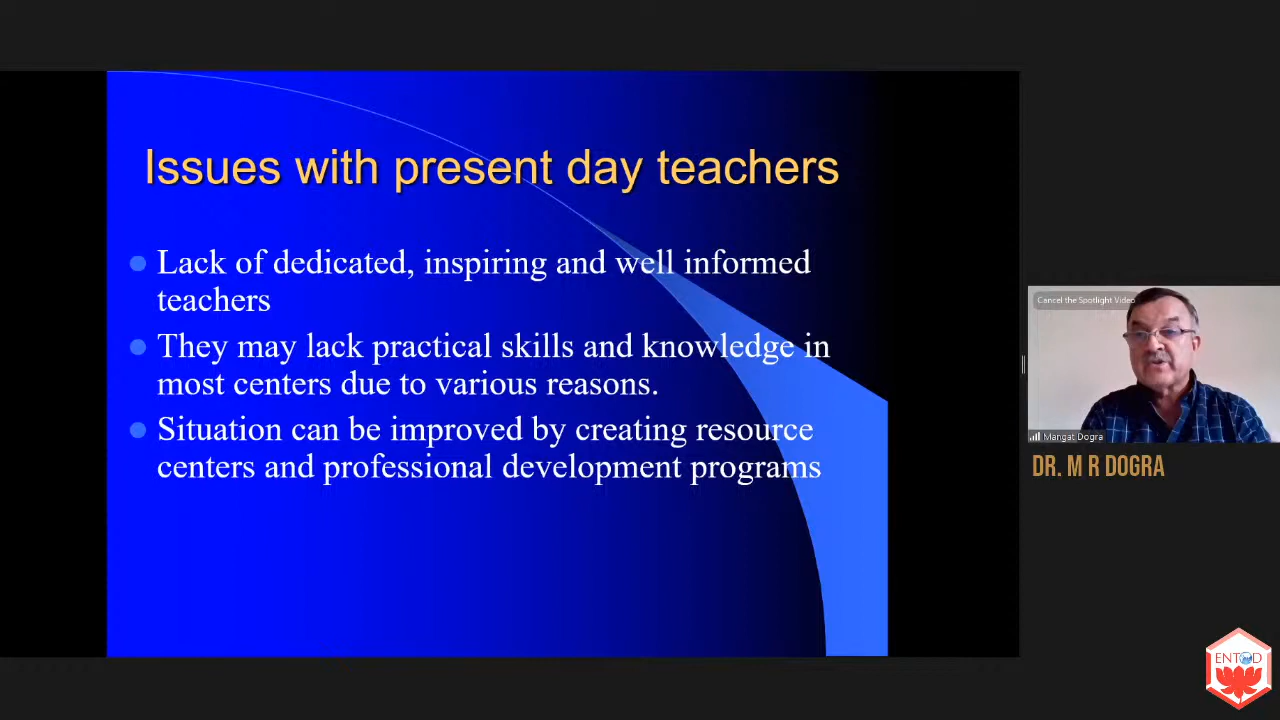 Issues with present day teachers
Lack of dedicated, inspiring and well informed
teachers
They may lack practical skills and knowledge in
most centers due to various reasons.
Situation can be improved by creating resource
centers and professional development programs
Cancel the Spotlight Video
Mangat Dogra
DR. M R DOGRA
ENTOD